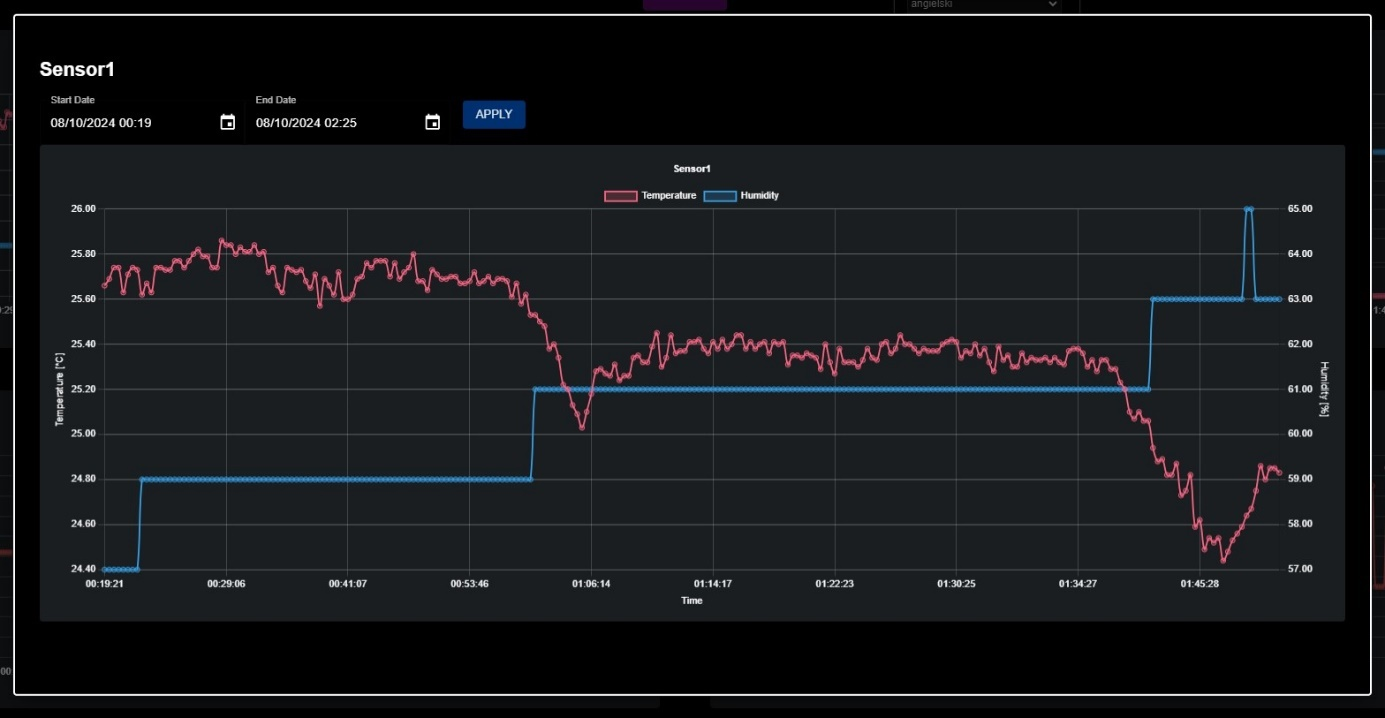 angielski
Sensor1
Start Date
End Date
08/10/2024 00:19
08/10/2024 02:25
APPLY
Sensor1
Temperature
Humidity
26.00
65.00
25.80
64.00
25.60
63.00
25.40
62.00
Temperature [°C]
Humidity [%]
25.20
61.00
25.00
60.00
24.80
59.00
24.60
58.00
24.40
57.00
00:19:21
00:29:06
00:41:07
00:53:46
01:06:14
01:14:17
01:22:23
01:30:25
01:34:27
01:45:28
Time